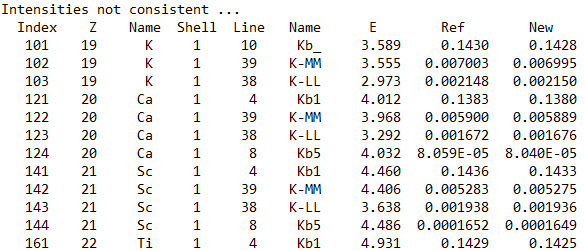 Intensities not consistent ...
Index Z Name Shell Line Name E Ref New
101 19 K 1 10 Kb_ 3.589 0.1430 0.1428
102 19 K 1 39 K-MM 3.555 0.007003 0.006995
103 19 K 1 38 K-LL 2.973 0.002148 0.002150
121 20 Ca 1 4 Kb1 4.012 0.1383 0.1380
122 20 Ca 1 39 K-MM 3.968 0.005900 0.005889
123 20 Ca 1 38 K-LL 3.292 0.001672 0.001676
124 20 Ca 1 8 Kb5 4.032 8.059E-05 8.040E-05
141 21 Sc 1 4 Kb1 4.460 0.1436 0.1433
142 21 Sc 1 39 K-MM 4.406 0.005283 0.005275
143 21 Sc 1 38 K-LL 3.638 0.001938 0.001936
144 21 Sc 1 8 Kb5 4.486 0.0001652 0.0001649
161 22 Ti 1 4 Kb1 4.931 0.1429 0.1425